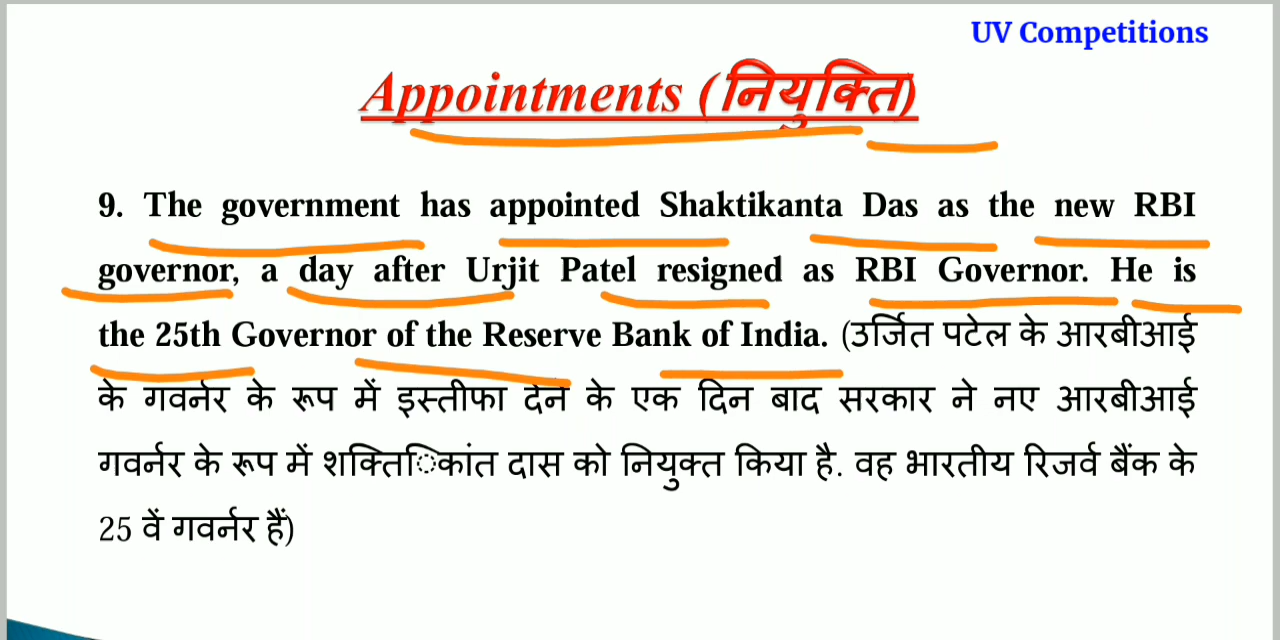 UV Competitions
Appointments (नियुक्ति)
9. The government has appointed Shaktikanta Das as the new RBI
governor, a day after Urjit Patel resigned as RBI Governor. He is
the 25th Governor of the Reserve Bank of India. (उर्जित पटेल के आरबीआई
के गवर्नर के रूप में इस्तीफा देने के एक दिन बाद सरकार ने नए आरबीआई
गवर्नर के रूप में शक्तििकांत दास को नियुक्त किया है. वह भारतीय रिजर्व बैंक के
25 वें गवर्नर हैं)